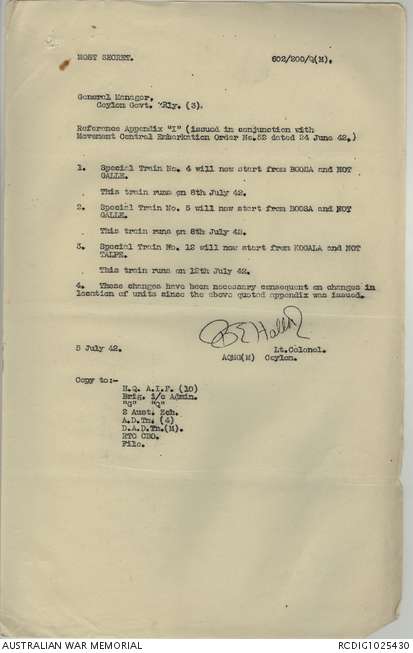 MOST SECRET. 602/200/Q(M).
General Manager,
Ceylon Govt. Rly. (3).
Reference Appendix "I" (issued in conjunction with
Movement Central Embarkation Order No.52 dated 24 June 42.)
1. Special Train No. 4 will now start from BOOSA and NOT
GALLE.
This train runs on 8th July 42.
2. Special Train No. 5 will now start from BOOSA and NOT
GALLE.
This train runs on 8th July 42.
3. Special Train No. 12 will now start from KOGALA and NOT
TALPE.
This train runs on 12th July 42.
4. These changes have been necessary consequent on changes in
location of units since the above quoted appendix was issued.
5 July 42. Lt.Colonel.
AQMG(M) Ceylon.
Copy to:-
H.Q. A.I.F. (10)
Brig. i/c Admin.
"G" "Q"
2 Aust. Ech.
A.D.Tn. (4)
D.A.D.Tn.(M).
RTO CBO.
File.
AUSTRALIAN WAR MEMORIAL RCDIG1025430